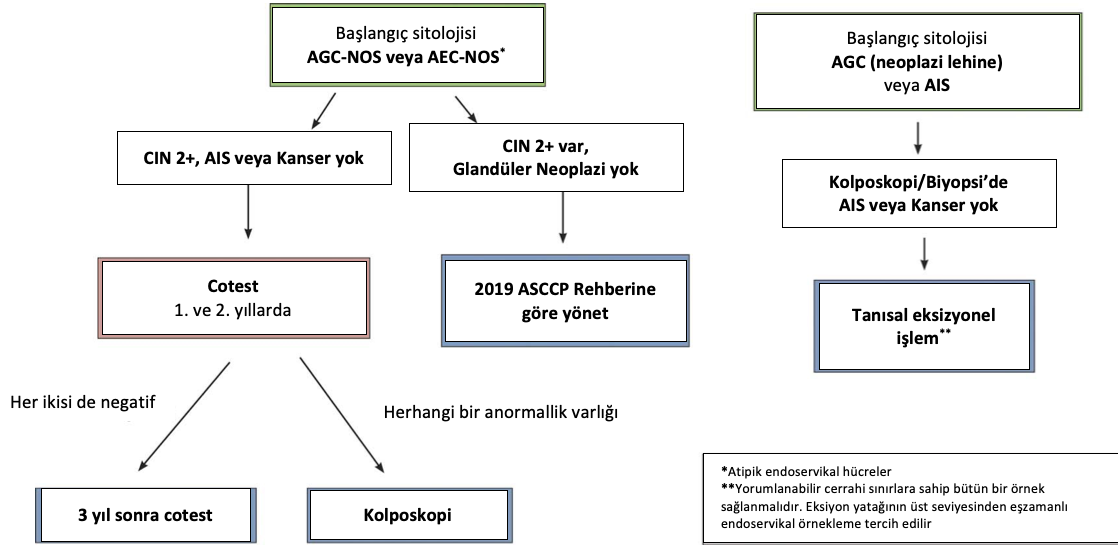 Başlangıç sitolojisi
AGC-NOS veya AEC-NOS*
CIN 2+, AIS veya Kanser yok
CIN 2+ var,
Glandüler Neoplazi yok
Cotest
1. ve 2. yıllarda
2019 ASCCP Rehberine
göre yönet
Her ikisi de negatif
Herhangi bir anormallik varlığı
3 yıl sonra cotest
Kolposkopi
Başlangıç sitolojisi
AGC (neoplazi lehine)
veya AIS
Kolposkopi/Biyopsi’de
AIS veya Kanser yok
Tanısal eksizyonel
işlem**
*Atipik endoservikal hücreler
**Yorumlanabilir cerrahi sınırlara sahip bütün bir örnek
sağlanmalıdır. Eksiyon yatağının üst seviyesinden eşzamanlı
endoservikal örnekleme tercih edilir